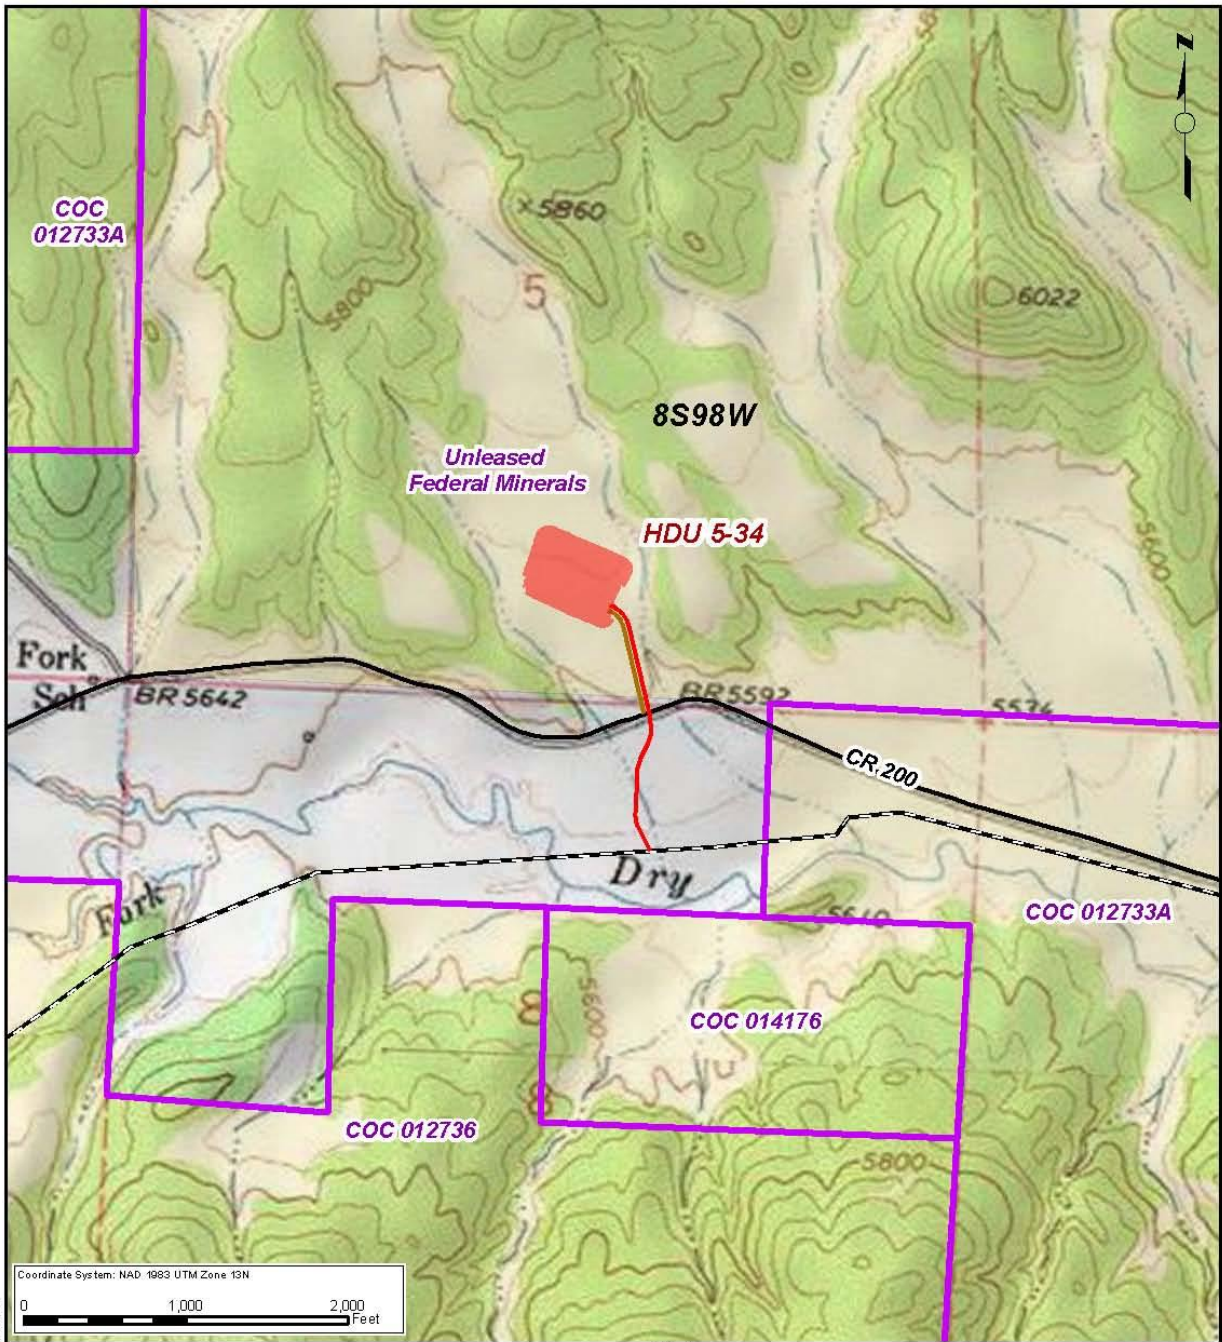 N
COC
012733A
5860
5800
5
6022
8S98W
Unleased
Federal Minerals
HDU 5-34
5600
Fork
Sch
BR 5642
BR 5592
CR 200
Dry
Fork
5640
COC 012733A
5600
8
COC 014176
COC 012736
5800
Coordinate System: NAD 1983 UTM Zone 13N
0 1,000 2,000
Feet